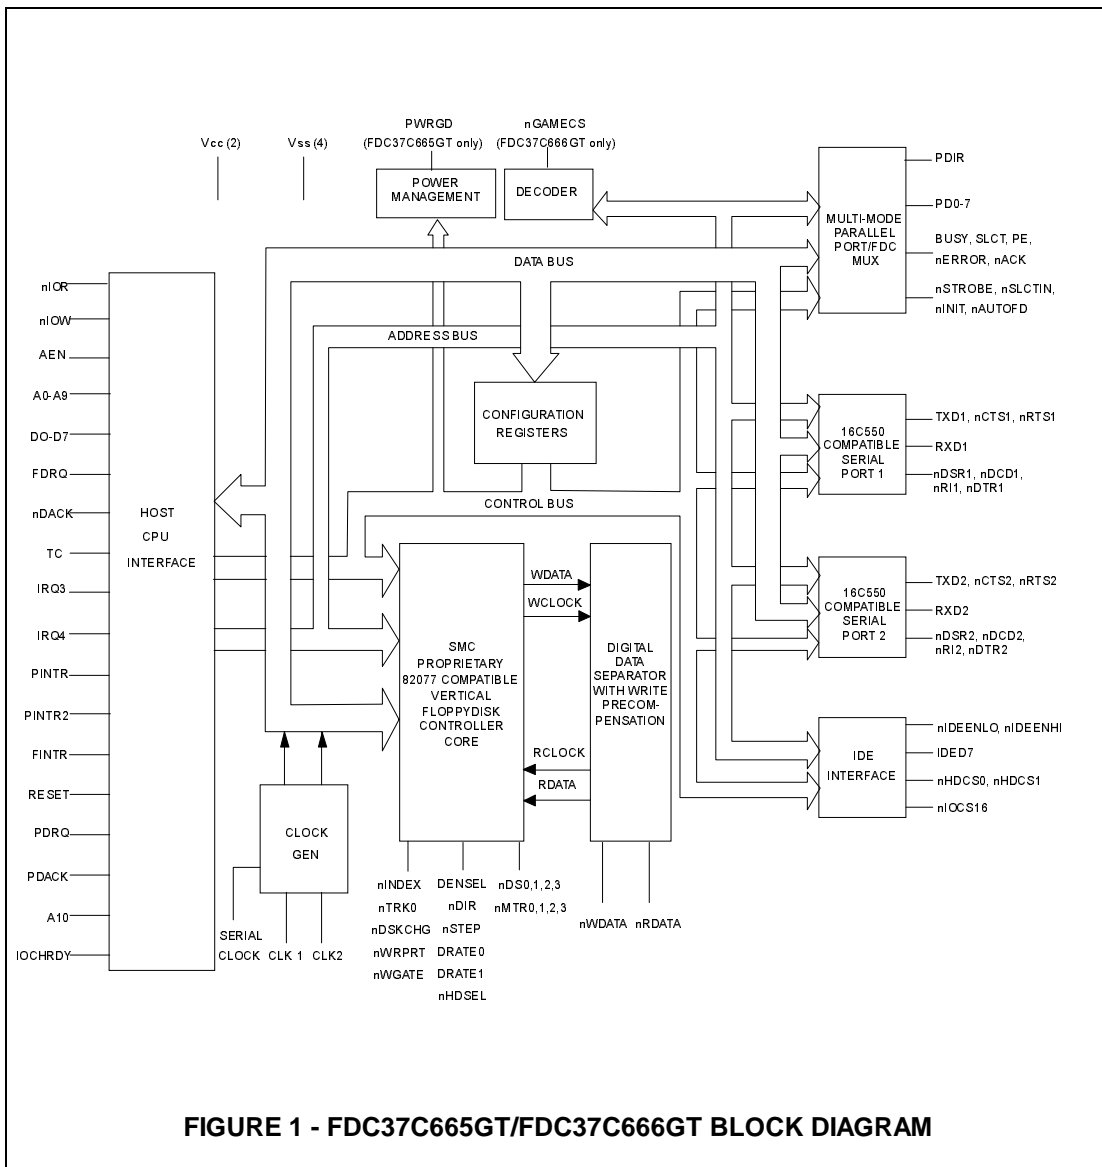 Vcc (2)
Vss (4)
PWRGD
(FDC37C665GT only)
nGAMECS
(FDC37C666GT only)
POWER
MANAGEMENT
DECODER
MULTI-MODE
PARALLEL
PORT/FDC
MUX
PDIR
PD0-7
BUSY, SLCT, PE,
nERROR, nACK
nSTROBE, nSLCTIN,
nINIT, nAUTOFD
DATA BUS
ADDRESS BUS
CONFIGURATION
REGISTERS
CONTROL BUS
nIOR
nIOW
AEN
A0-A9
DO-D7
FDRQ
nDACK
TC
IRQ3
IRQ4
PINTR
PINTR2
FINTR
RESET
PDRQ
PDACK
A10
IOCHRDY
HOST
CPU
INTERFACE
16C550
COMPATIBLE
SERIAL
PORT 1
TXD1, nCTS1, nRTS1
RXD1
nDSR1, nDCD1,
nRI1, nDTR1
16C550
COMPATIBLE
SERIAL
PORT 2
TXD2, nCTS2, nRTS2
RXD2
nDSR2, nDCD2,
nRI2, nDTR2
SMC
PROPRIETARY
82077 COMPATIBLE
VERTICAL
FLOPPYDISK
CONTROLLER
CORE
WDATA
WCLOCK
RCLOCK
RDATA
DIGITAL
DATA
SEPARATOR
WITH WRITE
PRECOM-
PENSATION
IDE
INTERFACE
nIDEENLO, nIDEENHI
IDED7
nHDCS0, nHDCS1
nIOCS16
CLOCK
GEN
SERIAL
CLOCK
CLK 1
CLK2
nINDEX
nTRK0
nDSKCHG
nWRPRT
nWGATE
DENSEL
nDIR
nSTEP
DRATE0
DRATE1
nHDSEL
nDS0,1,2,3
nMTR0,1,2,3
nWDATA
nRDATA
FIGURE 1 - FDC37C665GT/FDC37C666GT BLOCK DIAGRAM